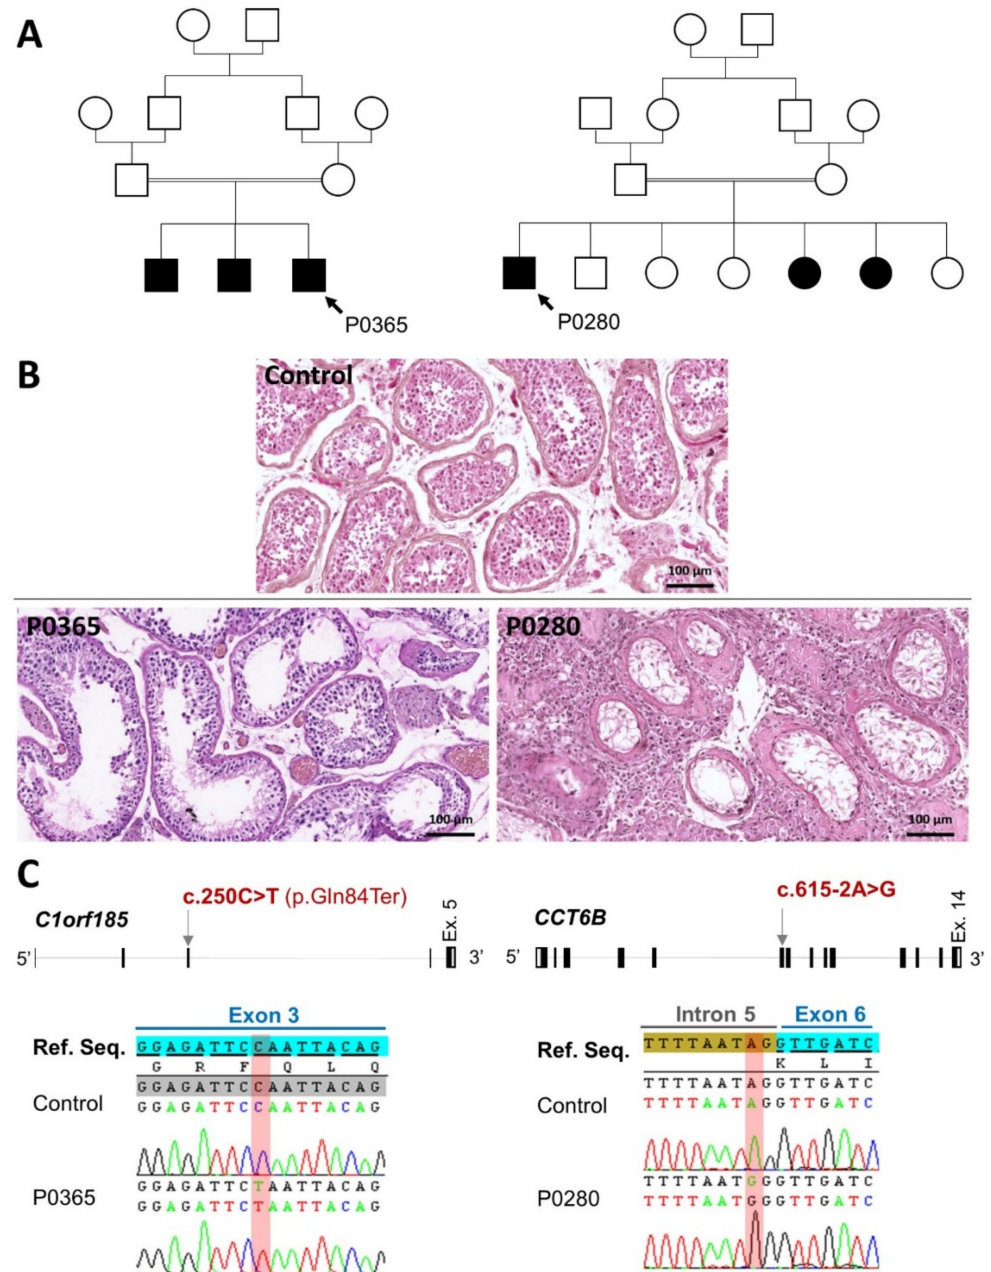 A
P0365
P0280
B
Control
100 µm
P0365
100 µm
P0280
100 µm
C
c.250C>T (p.Gln84Ter)
C1orf185
Ex. 5
5’
3’
Exon 3
Ref. Seq.
GGAGATTCCAATTACAG
G R F Q L Q
GGAGATTCCAATTACAG
Control
GGAGATTCCAATTACAG
P0365
GGAGATTCTAATTACAG
GGAGATTCTAATTACAG
c.615-2A>G
CCT6B
Ex. 14
5’
3’
Intron 5
Exon 6
Ref. Seq.
TTTTAATAGGTTGATC
K L I
TTTTAATAGGTTGATC
Control
TTTTAATAGGTTGATC
P0280
TTTTAATGGGTTGATC
TTTTAATGGGTTGATC